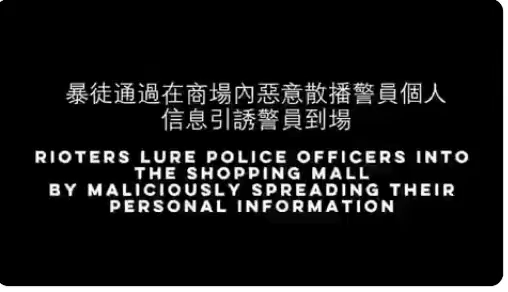 暴徒通過在商場內惡意散播警員個人
信息引誘警員到場
RIOTERS LURE POLICE OFFICERS INTO
THE SHOPPING MALL
BY MALICIOUSLY SPREADING THEIR
PERSONAL INFORMATION